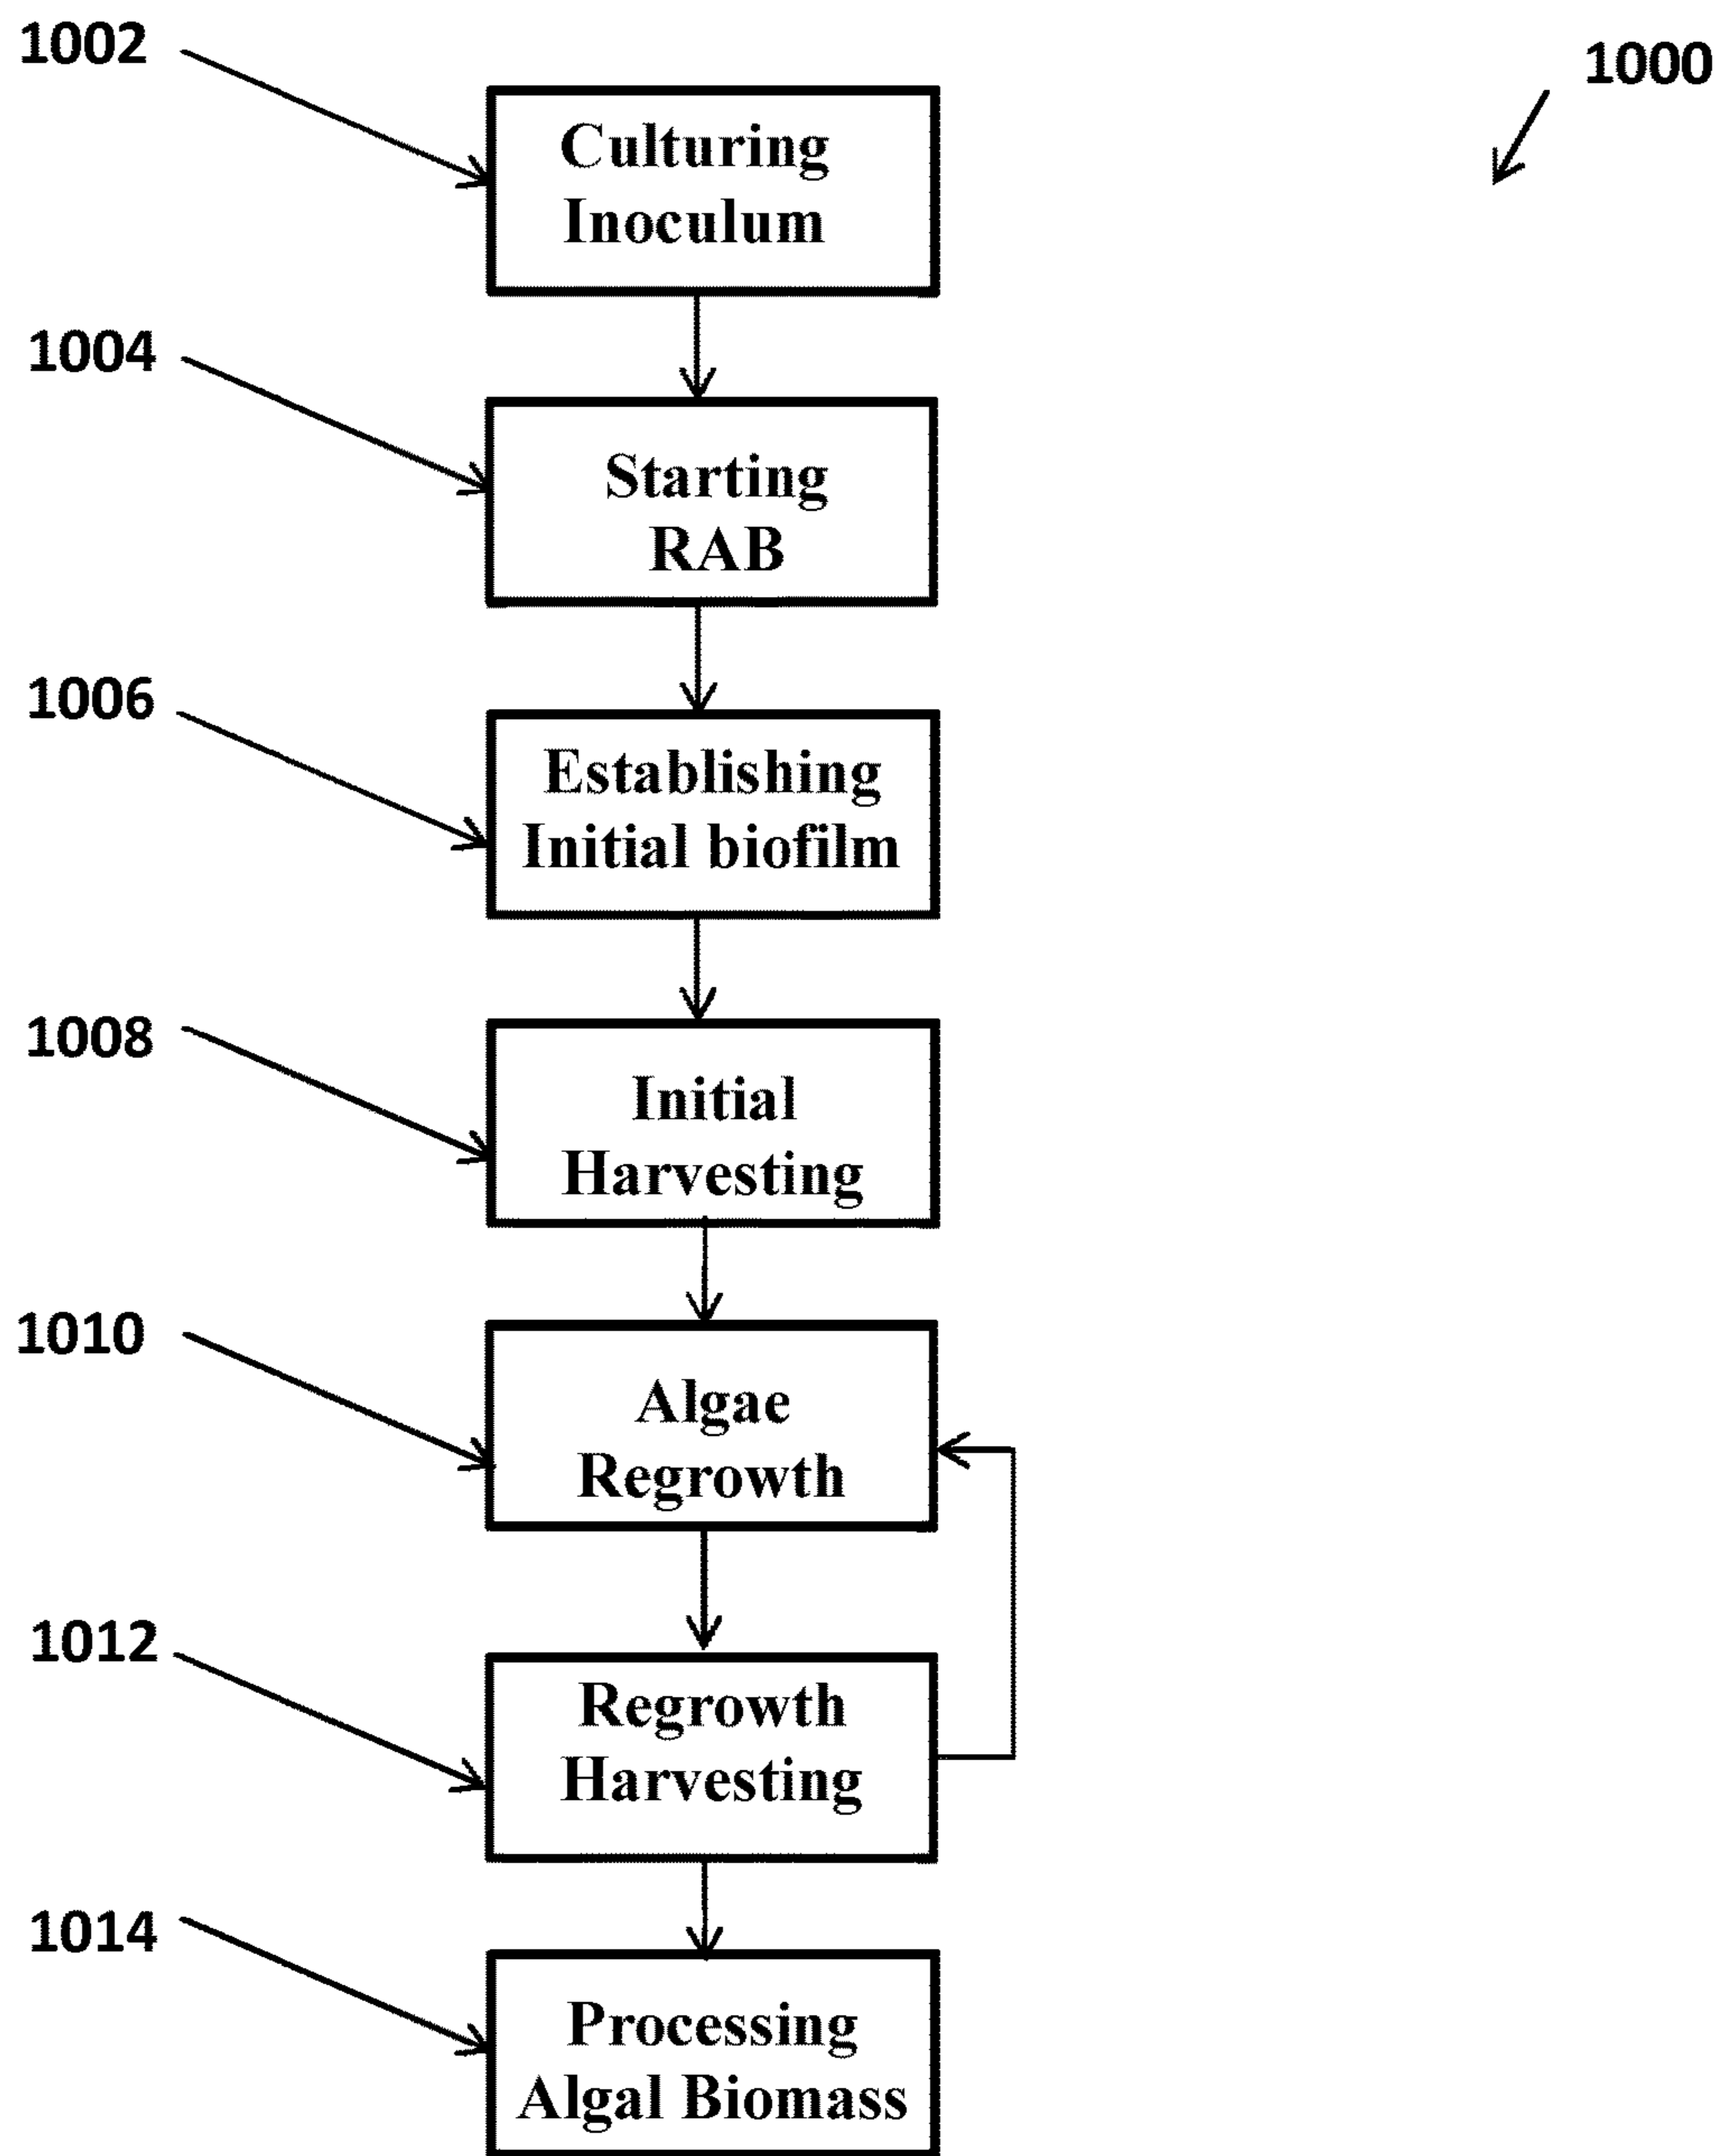 1002
1000
Culturing
Inoculum
1004
Starting
RAB
1006
Establishing
Initial biofilm
1008
Initial
Harvesting
1010
Algae
Regrowth
1012
Regrowth
Harvesting
1014
Processing
Algal Biomass